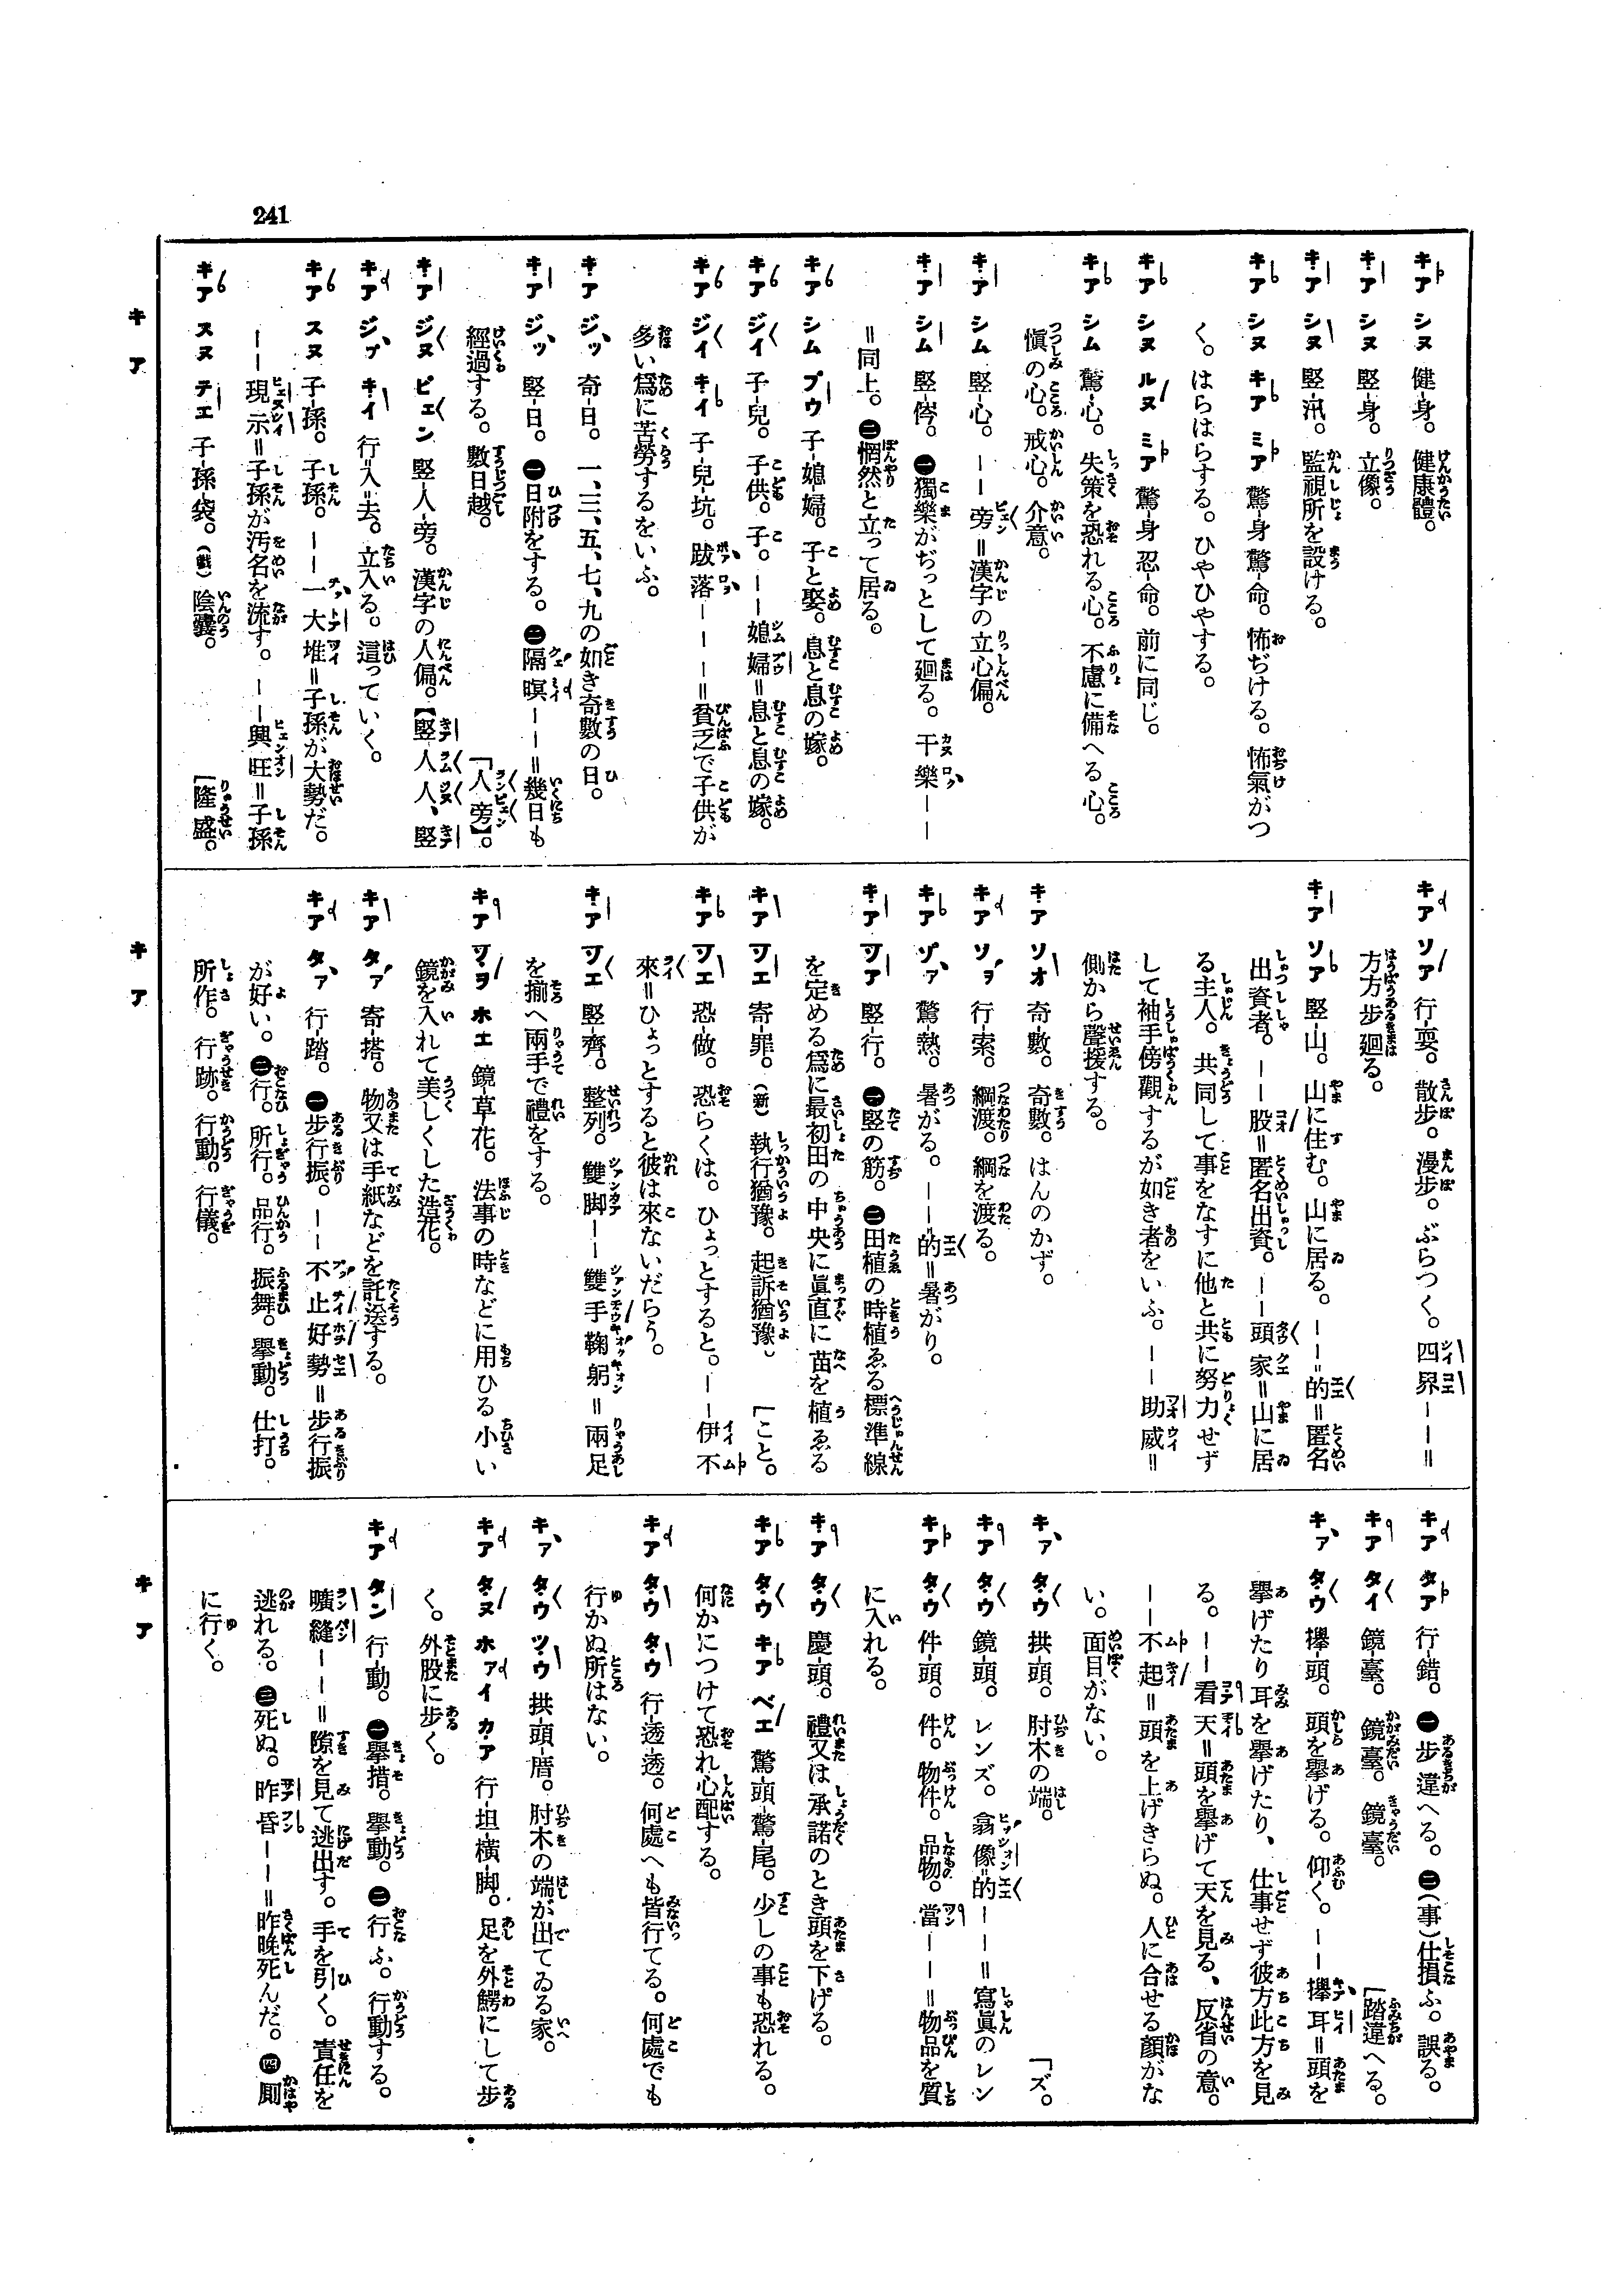 241
キア シヌ 健-身。健康體。
キア シヌ 竪-身。立像。
キア シヌ 竪-汛。監視所を設ける。
キア シヌ キア ミア 驚-身 驚-命。怖ぢける。怖氣がつ
く。はらはらする。ひやひやする。
キア シヌ ルヌ ミア 驚-身 忍-命。前に同じ。
キア シム 驚-心。失策を恐れる心。不慮に備へる心。
愼の心。戒心。介意。
キア シム 竪-心。——旁=漢字の立心偏。
キア シム 竪-。㊀獨樂がぢっとして廻る。干樂——
=同上。㊁惘然と立って居る。
キア シム プウ 子-媳-婦。子と娶。息と息の嫁。
キア ジイ 子-兒。子供。子。——媳婦=息と息の嫁。
キア ジイ キイ 子-兒-坑。跋落———=貧乏で子供が
多い爲に苦勞するをいふ。
キア ジッ 奇-日。一、三、五、七、九の如き奇數の日。
キア ジッ 竪-日。㊀日附をする。㊁隔暝——=幾日も
經過する。數日越。
キア ジヌ ピェン 竪-人-旁。漢字の人偏。【竪人人、竪
「人旁】。
キア ジプ キイ 行-入=去。立入る。這っていく。
キア スヌ 子-孫。子孫。——一大堆=子孫が大勢だ。
——現示=子孫が汚名を流す。——興旺=子孫
「隆盛。
キア スヌ テエ 子-孫-袋。(戲)陰囊。
キア ソア 行-耍。散步。漫步。ぶらつく。四界——=
方方步廻る。
キア ソア 竪-山。山に住む。山に居る。——的=匿名
出資者。——股=匿名出資。——頭家=山に居
る主人。共同して事をなすに他と共に努力せず
して袖手傍觀するが如き者をいふ。——助威=
側から聲援する。
キア ソオ 奇-數。奇數。はんのかず。
キア ソヲ 行-索。綱渡。綱を渡る。
キア ゾァ 驚-熱。暑がる。——的=暑がり。
キア ツア 竪-行。㊀竪の筋。㊁田植の時植ゑる標準線
を定める爲に最初田の中央に眞直に苗を植ゑる
「こと。
キア ツエ 寄-罪。(新)執行猶豫。起訴猶豫。
キア ツエ 恐-做。恐らくは。ひょっとすると。——伊不
來=ひょっとすると彼は來ないだらう。
キア ツエ 竪-齊。整列。雙脚——雙手鞠躬=兩足
を揃へ兩手で禮をする。
キア ツヲ ホエ 鏡-草花。法事の時などに用ひる小い
鏡を入れて美しくした造花。
キア タァ 寄-搭。物又は手紙などを託送する。
キア タァ 行-踏。㊀步行振。——不止好勢=步行振
が好い。㊁行。所行。品行。振舞。擧動。仕打。
所作。行跡。行動。行儀。
キア タア 行-錯。㊀步違へる。㊁(事)仕損ふ。誤る。
「踏違へる。
キア タイ 鏡-臺。鏡臺。鏡臺。
キァ タウ 攑-頭。頭を擧げる。仰く。——攑耳=頭を
擧げたり耳を擧げたり、仕事せず彼方此方を見
る。——看天=頭を擧げて天を見る、反省の意。
——不起=頭を上げきらぬ。人に合せる顏がな
い。面目がない。
キァ タウ 拱-頭。肘木の端。
「ズ。
キア タウ 鏡-頭。レンズ。翕像的——=寫眞のレン
キア タウ 件-頭。件。物件。品物。當——=物品を質
に入れる。
キア タウ 慶-頭。禮又は承諾のとき頭を下げる。
キア タウ キア ベエ 驚-頭-驚-尾。少しの事も恐れる。
何かにつけて恐れ心配する。
キア タウ タウ 行-透-透。何處へも皆行てる。何處でも
行かぬ所はない。
キァ タウ ツウ 拱-頭-厝。肘木の端が出てゐる家。
キア タヌ ホァイ カア 行-坦-橫-脚。足を外鰐にして步
く。外股に步く。
キア タン 行-動。㊀擧措。擧動。㊁行ふ。行動する。
曠縫——=隙を見て逃出す。手を引く。責任を
逃れる。㊂死ぬ。昨昏——=昨晚死んだ。㊃厠
に行く。
キア
キア
キア